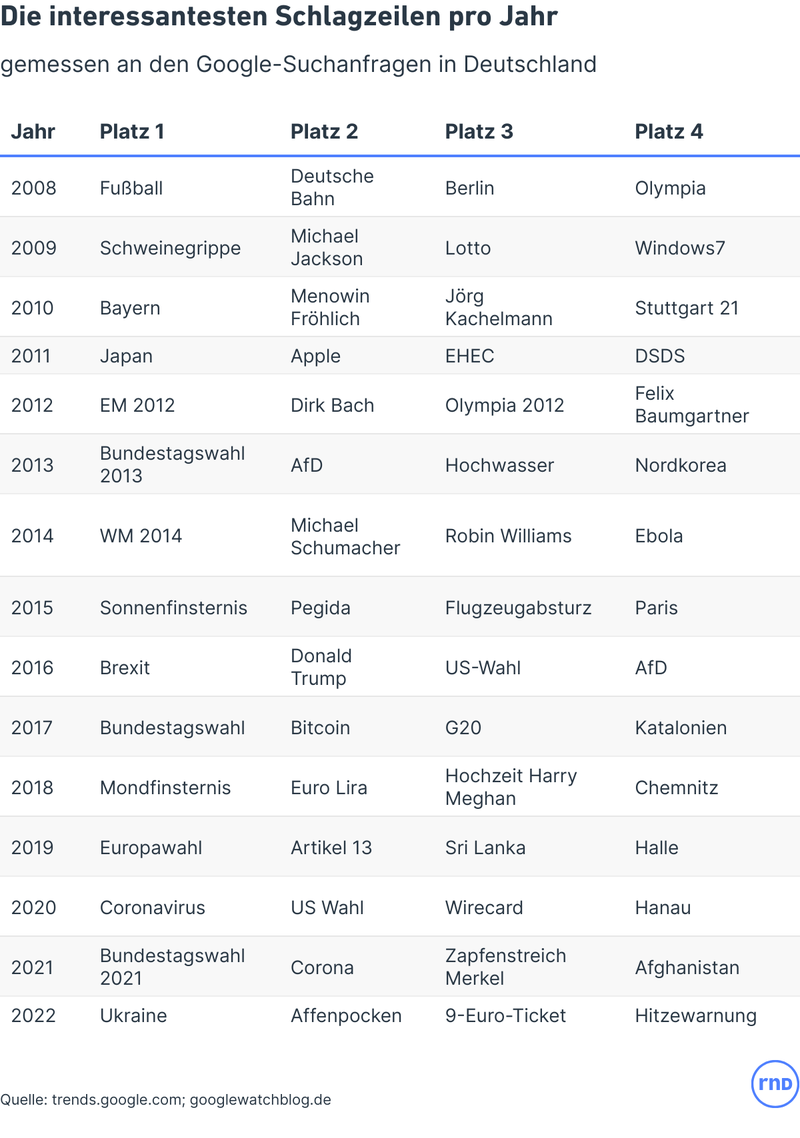 Die interessantesten Schlagzeilen pro Jahr
gemessen an den Google-Suchanfragen in Deutschland
Jahr Platz 1 Platz 2 Platz 3 Platz 4
2008 Fußball Deutsche Bahn Berlin Olympia
2009 Schweinegrippe Michael Jackson Lotto Windows7
2010 Bayern Menowin Fröhlich Jörg Kachelmann Stuttgart 21
2011 Japan Apple EHEC DSDS
2012 EM 2012 Dirk Bach Olympia 2012 Felix Baumgartner
2013 Bundestagswahl 2013 AfD Hochwasser Nordkorea
2014 WM 2014 Michael Schumacher Robin Williams Ebola
2015 Sonnenfinsternis Pegida Flugzeugabsturz Paris
2016 Brexit Donald Trump US-Wahl AfD
2017 Bundestagswahl Bitcoin G20 Katalonien
2018 Mondfinsternis Euro Lira Hochzeit Harry Meghan Chemnitz
2019 Europawahl Artikel 13 Sri Lanka Halle
2020 Coronavirus US Wahl Wirecard Hanau
2021 Bundestagswahl 2021 Corona Zapfenstreich Merkel Afghanistan
2022 Ukraine Affenpocken 9-Euro-Ticket Hitzewarnung
rnD
Quelle: trends.google.com; googlewatchblog.de